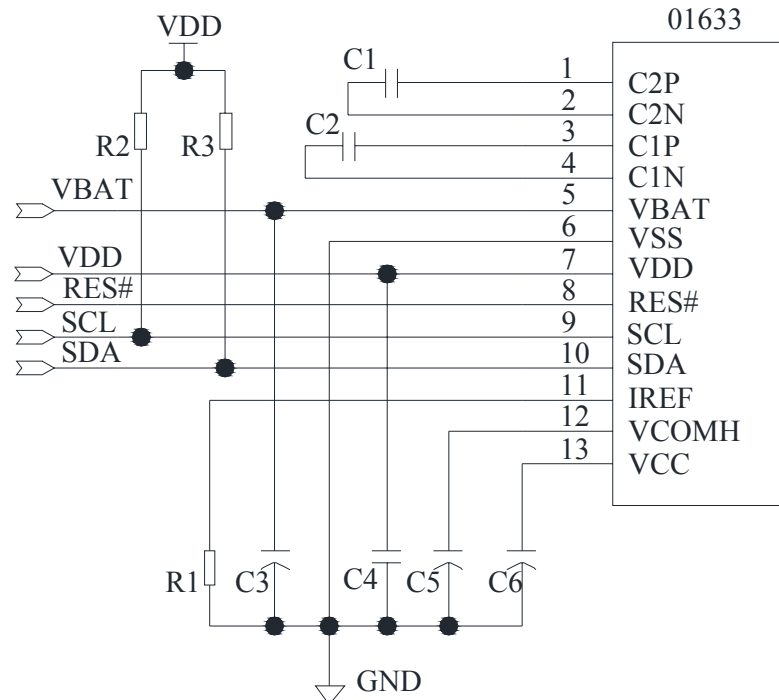 01633
VDD
C1
1
C2P
2
C2N
C2
3
C1P
R2
R3
4
C1N
VBAT
5
VBAT
6
VSS
VDD
7
VDD
RES#
8
RES#
SCL
9
SCL
SDA
10
SDA
11
IREF
12
VCOMH
13
VCC
R1
C3
C4
C5
C6
GND